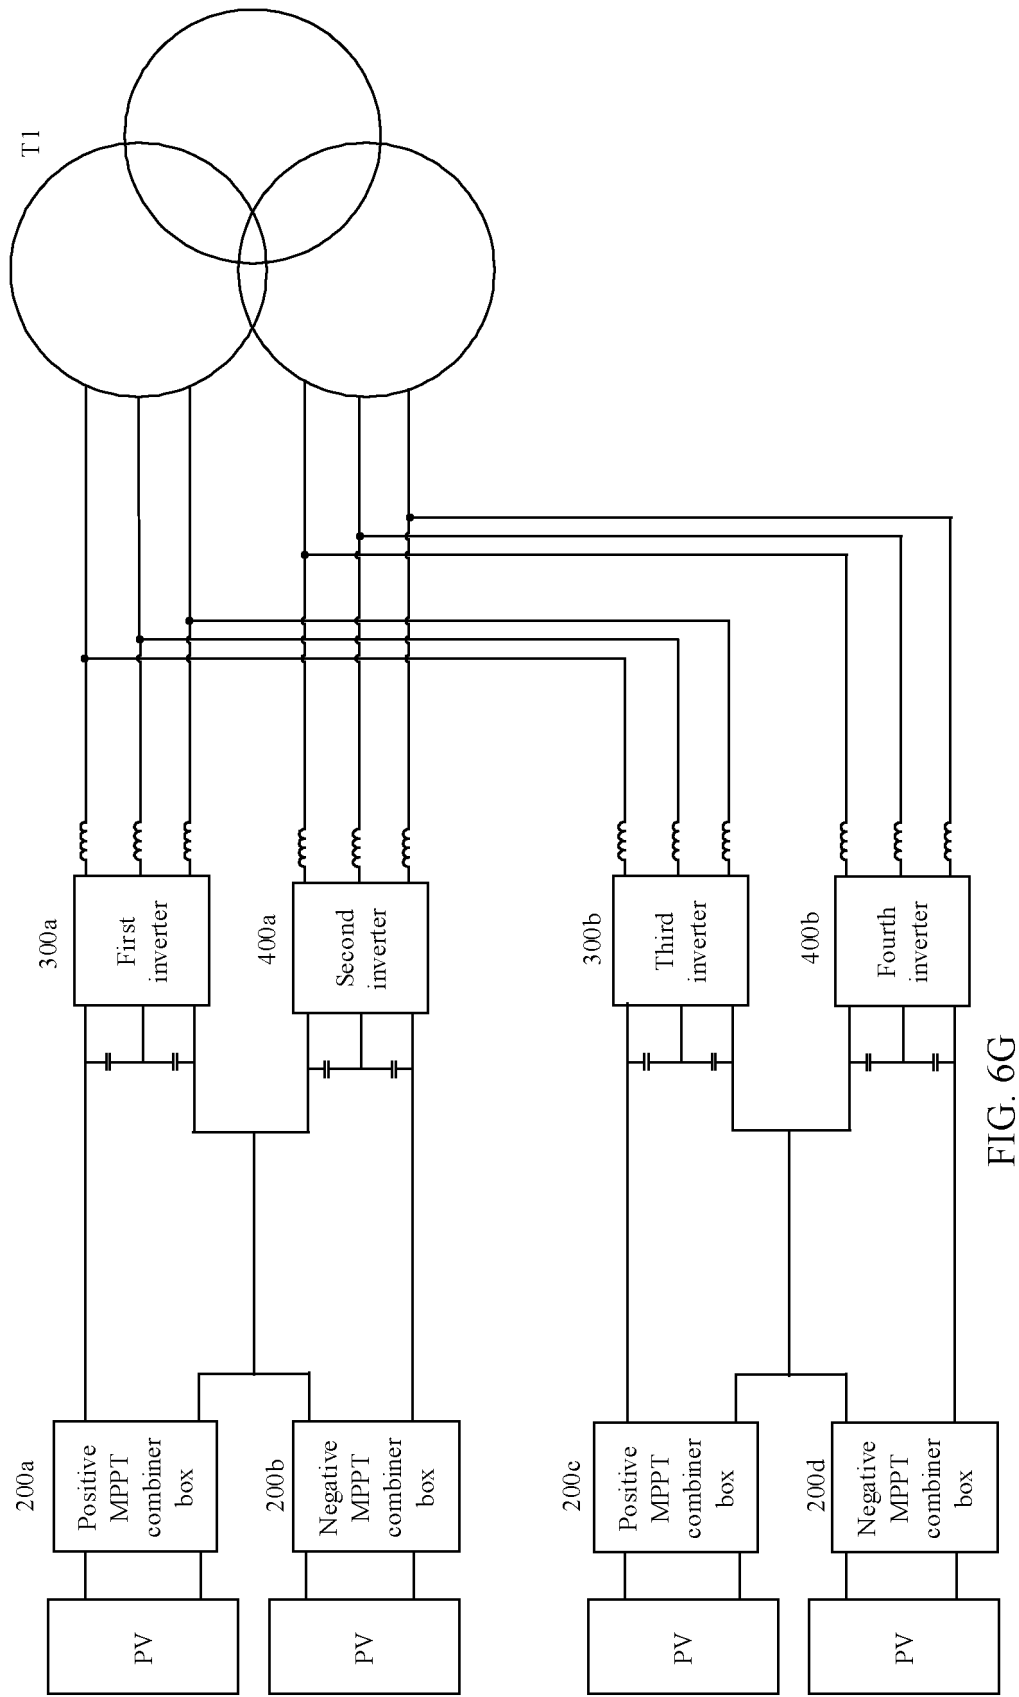 T1
300a
First
inverter
400a
Second
inverter
300b
Third
inverter
400b
Fourth
inverter
200a
Positive
MPPT
combiner
box
200b
Negative
MPPT
combiner
box
200c
Positive
MPPT
combiner
box
200d
Negative
MPPT
combiner
box
PV
PV
PV
PV
FIG. 6G